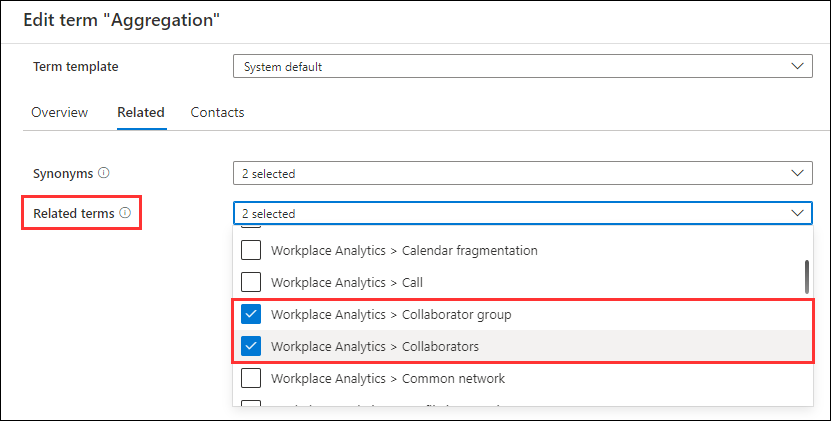 Edit term "Aggregation"
Term template
System default
Overview Related Contacts
Synonyms
2 selected
Related terms
2 selected
Workplace Analytics > Calendar fragmentation
Workplace Analytics > Call
Workplace Analytics > Collaborator group
Workplace Analytics > Collaborators
Workplace Analytics > Common network